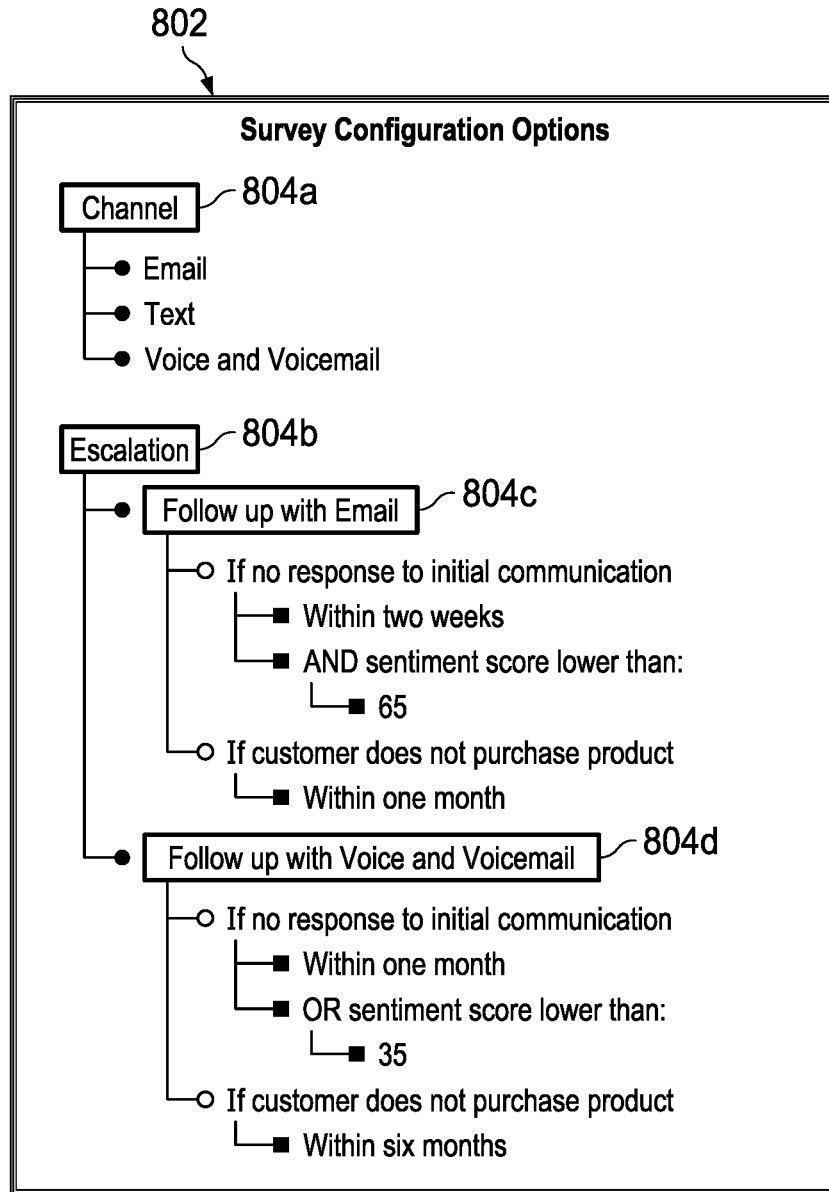 802
Survey Configuration Options
Channel 804a
Email
Text
Voice and Voicemail
Escalation 804b
Follow up with Email 804c
If no response to initial communication
Within two weeks
AND sentiment score lower than:
65
If customer does not purchase product
Within one month
Follow up with Voice and Voicemail 804d
If no response to initial communication
Within one month
OR sentiment score lower than:
35
If customer does not purchase product
Within six months